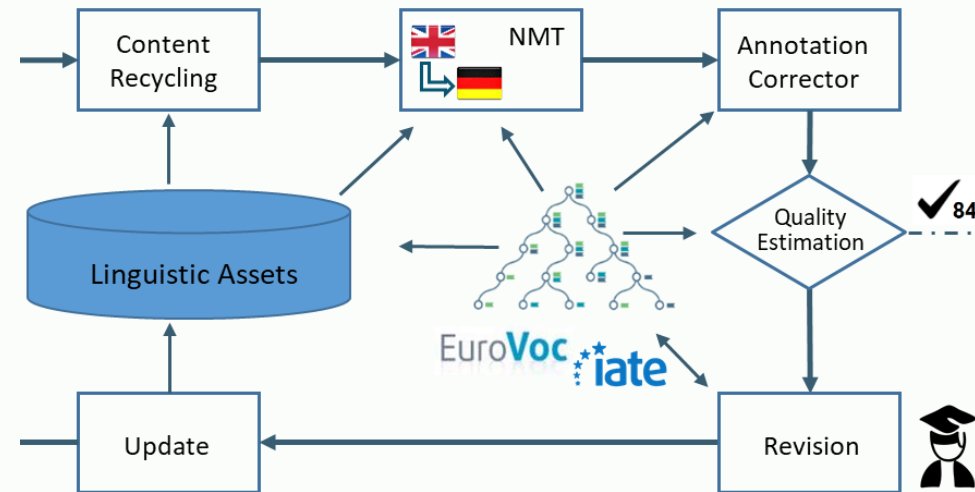 Content
Recycling
NMT
Annotation
Corrector
Linguistic Assets
EuroVoc
iate
Quality
Estimation
84
Update
Revision